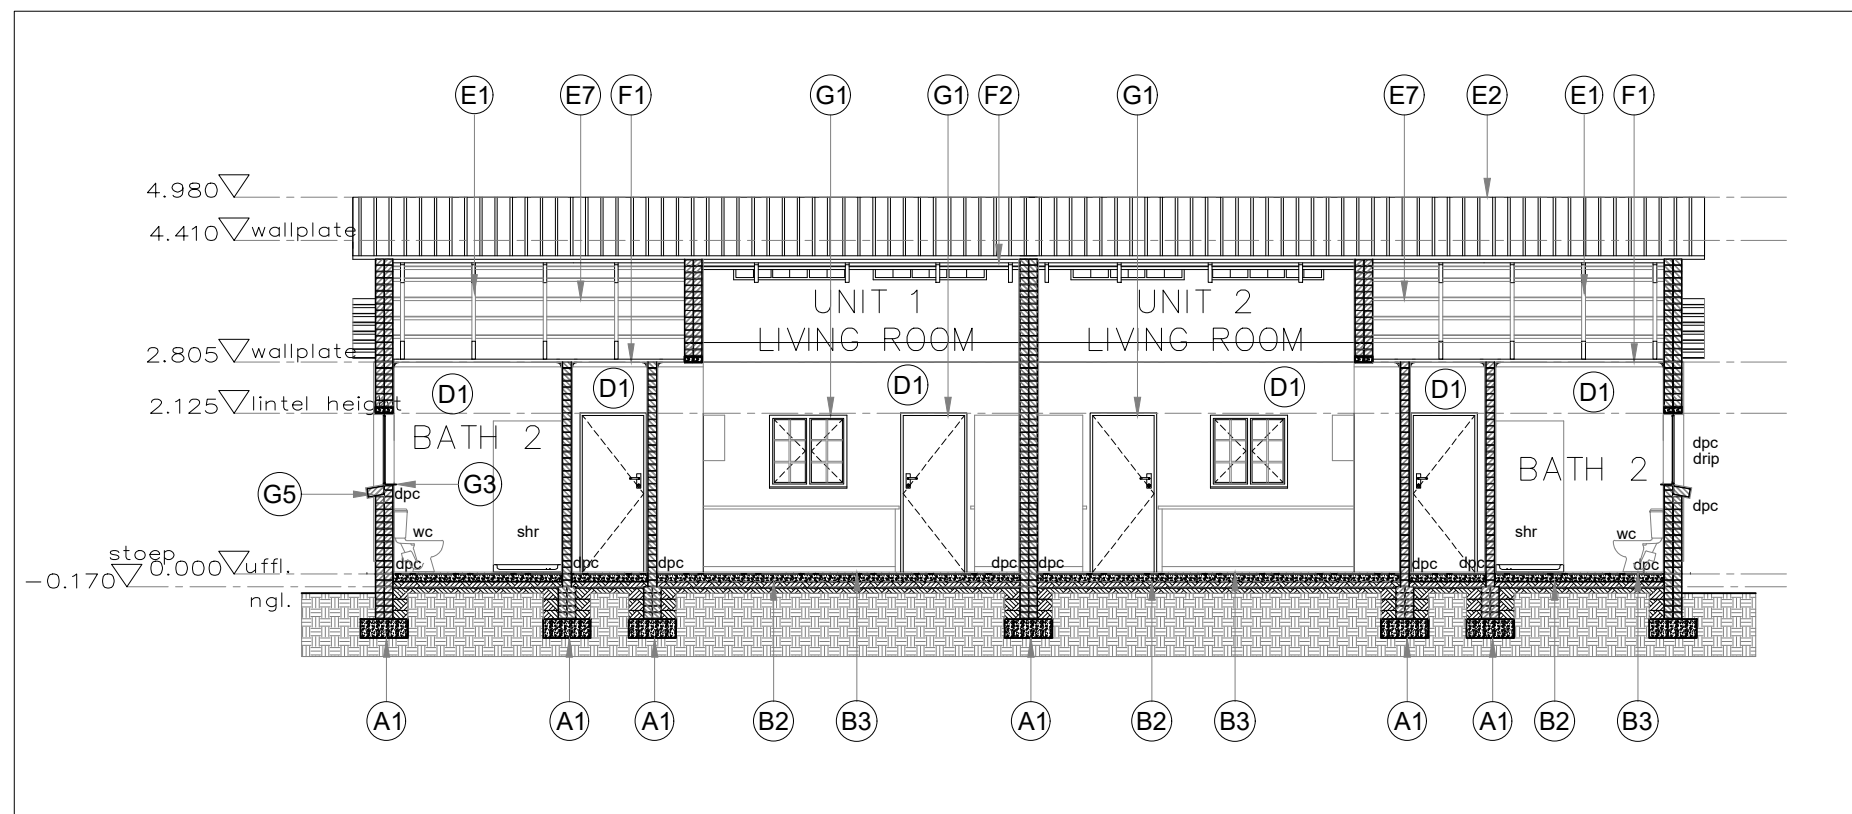 E1 E7 F1 G1 G1 F2 G1 E7 E2 E1 F1
4.980
4.410 wallplate
UNIT 1 UNIT 2
LIVING ROOM LIVING ROOM
2.805 wallplate
D1 D1 D1 D1 D1 D1
2.125 lintel height
BATH 2
dpc
drip
BATH 2
G5 dpc G3
dpc
wc shr shr wc
stoep
0.000 uffl.
dpc dpc dpc dpc dpc dpc dpc dpc
-0.170
ngl.
A1 A1 A1 B2 B3 A1 B2 B3 A1 A1 B2 B3